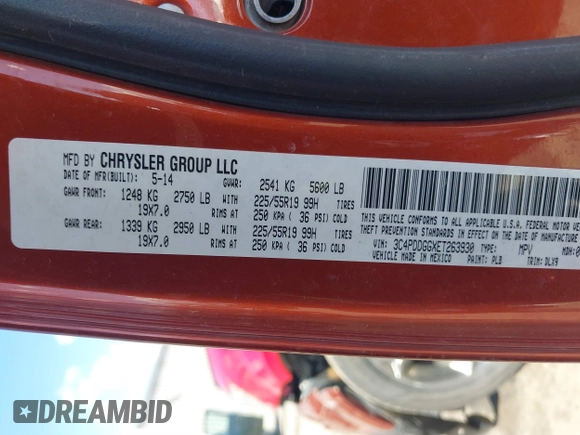 MFD BY CHRYSLER GROUP LLC
DATE OF MFR(BUILT): 5-14 GVWR: 2541 KG 5600 LB
GAWR FRONT: 1248 KG 2750 LB WITH 225/55R19 99H TIRES
19X7.0 RIMS AT 250 KPA ( 36 PSI) COLD
GAWR REAR: 1339 KG 2950 LB WITH 225/55R19 99H TIRES
19X7.0 RIMS AT 250 KPA ( 36 PSI) COLD
THIS VEHICLE CONFORMS TO ALL APPLICABLE U.S.A. FEDERAL MOTOR
THEFT PREVENTION STANDARDS IN EFFECT ON THE DATE OF MANUFACTURE
VIN: 3C4PDDGGXET263930 TYPE: MPV MDH:
VEHICLE MADE IN MEXICO PAINT: PLB TRIM: DLX9
DREAMBID